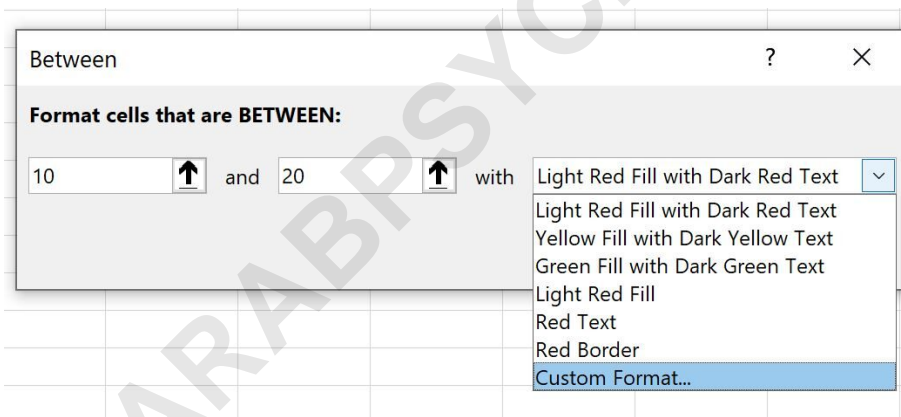 Between ?
Format cells that are BETWEEN:
10 and 20 with Light Red Fill with Dark Red Text
Light Red Fill with Dark Red Text
Yellow Fill with Dark Yellow Text
Green Fill with Dark Green Text
Light Red Fill
Red Text
Red Border
Custom Format...
ARABPSYC